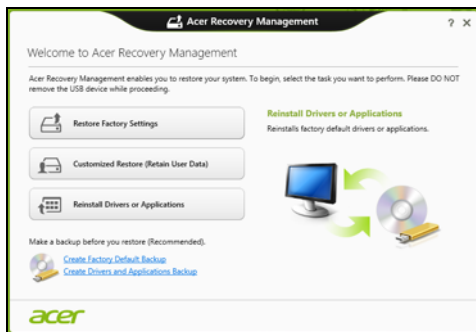 Acer Recovery Management
? X
Welcome to Acer Recovery Management
Acer Recovery Management enables you to restore your system. To begin, select the task you want to perform. Please DO NOT
remove the USB device while proceeding.
Restore Factory Settings
Customized Restore (Retain User Data)
Reinstall Drivers or Applications
Reinstall Drivers or Applications
Reinstalls factory default drivers or applications.
Make a backup before you restore (Recommended).
Create Factory Default Backup
Create Drivers and Applications Backup
acer